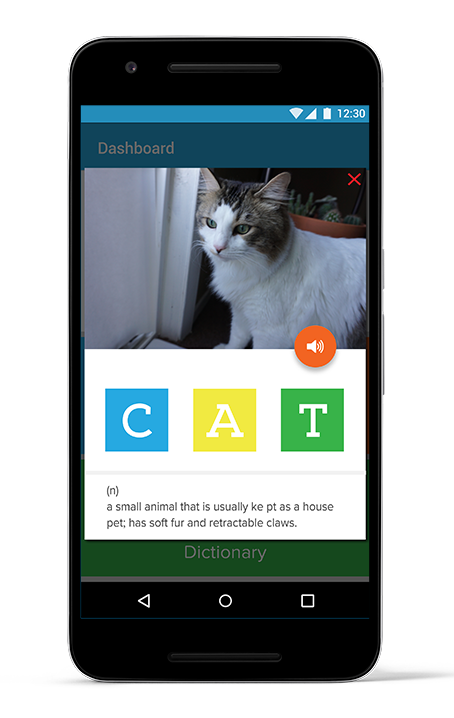 12:30
Dashboard
C A T
(n)
a small animal that is usually ke pt as a house
pet; has soft fur and retractable claws.
Dictionary